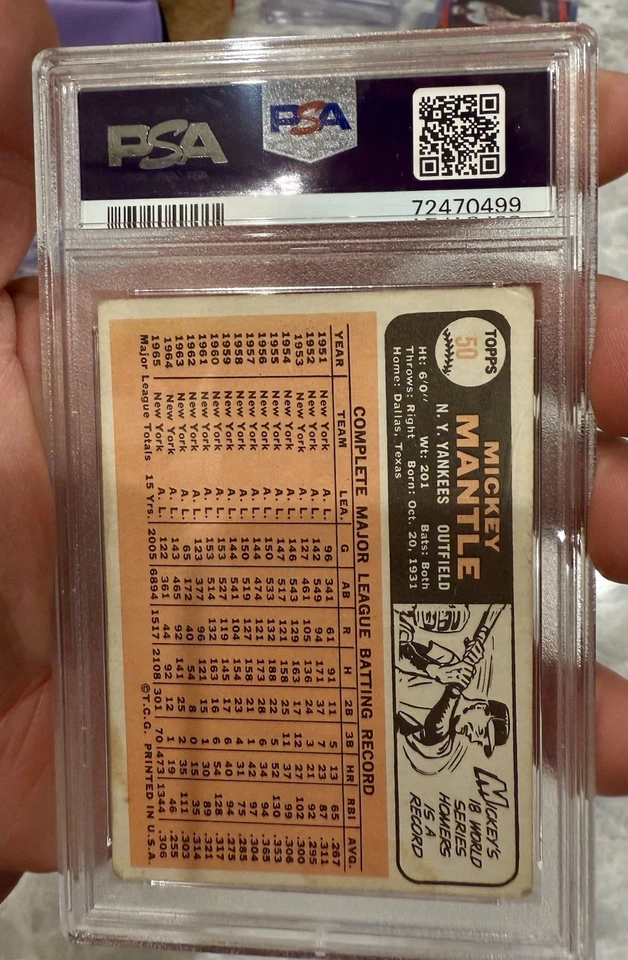 PSA
PSA
72470499
TOPPS
50
MICKEY
MANTLE
N. Y. YANKEES OUTFIELD
Ht: 6'0" Wt: 201 Bats: Both
Throws: Right Born: Oct. 20, 1931
Home: Dallas, Texas
MICKEY'S
18 WORLD
SERIES
HOMERS
IS A
RECORD
COMPLETE MAJOR LEAGUE BATTING RECORD
YEAR TEAM LEA. G AB R H 2B 3B HR RBI AVG.
1951 New York A. L. 96 341 61 91 11 5 13 65 .267
1952 New York A. L. 142 549 94 171 37 7 23 87 .311
1953 New York A. L. 127 461 105 136 24 3 21 92 .295
1954 New York A. L. 146 543 129 163 17 12 27 102 .300
1955 New York A. L. 147 517 121 158 25 11 37 99 .306
1956 New York A. L. 150 533 132 188 22 5 52 130 .353
1957 New York A. L. 144 474 121 173 28 6 34 94 .365
1958 New York A. L. 150 519 127 158 21 1 42 97 .304
1959 New York A. L. 144 541 104 154 23 4 31 75 .285
1960 New York A. L. 153 527 119 145 17 6 40 94 .275
1961 New York A. L. 153 514 132 163 16 6 54 128 .317
1962 New York A. L. 123 377 96 121 15 1 30 89 .321
1963 New York A. L. 65 172 40 54 8 0 15 35 .314
1964 New York A. L. 143 465 92 141 25 2 35 111 .303
1965 New York A. L. 122 361 44 92 12 1 19 46 .255
Major League Totals 15 Yrs. 2005 6894 1517 2108 301 70 473 1344 .306
©T.C.G. PRINTED IN U.S.A.